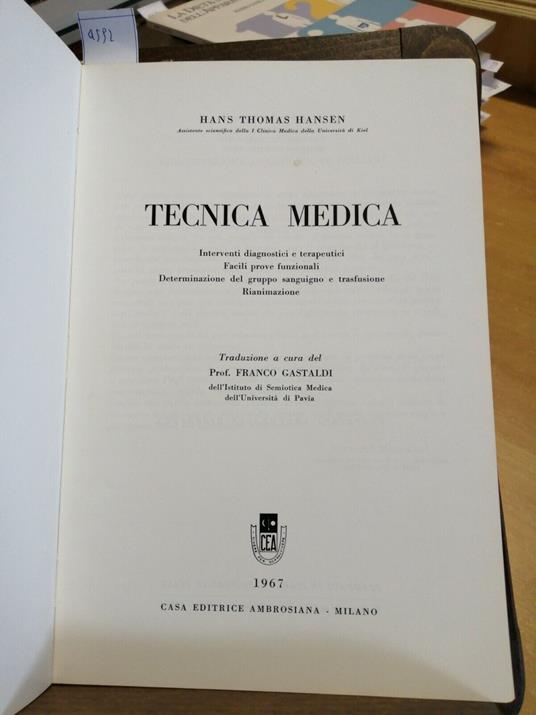 a592
HANS THOMAS HANSEN
Assistente scientifico della I Clinica Medica della Università di Kiel
TECNICA MEDICA
Interventi diagnostici e terapeutici
Facili prove funzionali
Determinazione del gruppo sanguigno e trasfusione
Rianimazione
Traduzione a cura del
Prof. FRANCO GASTALDI
dell'Istituto di Semiotica Medica
dell'Università di Pavia
CEA
1967
CASA EDITRICE AMBROSIANA - MILANO